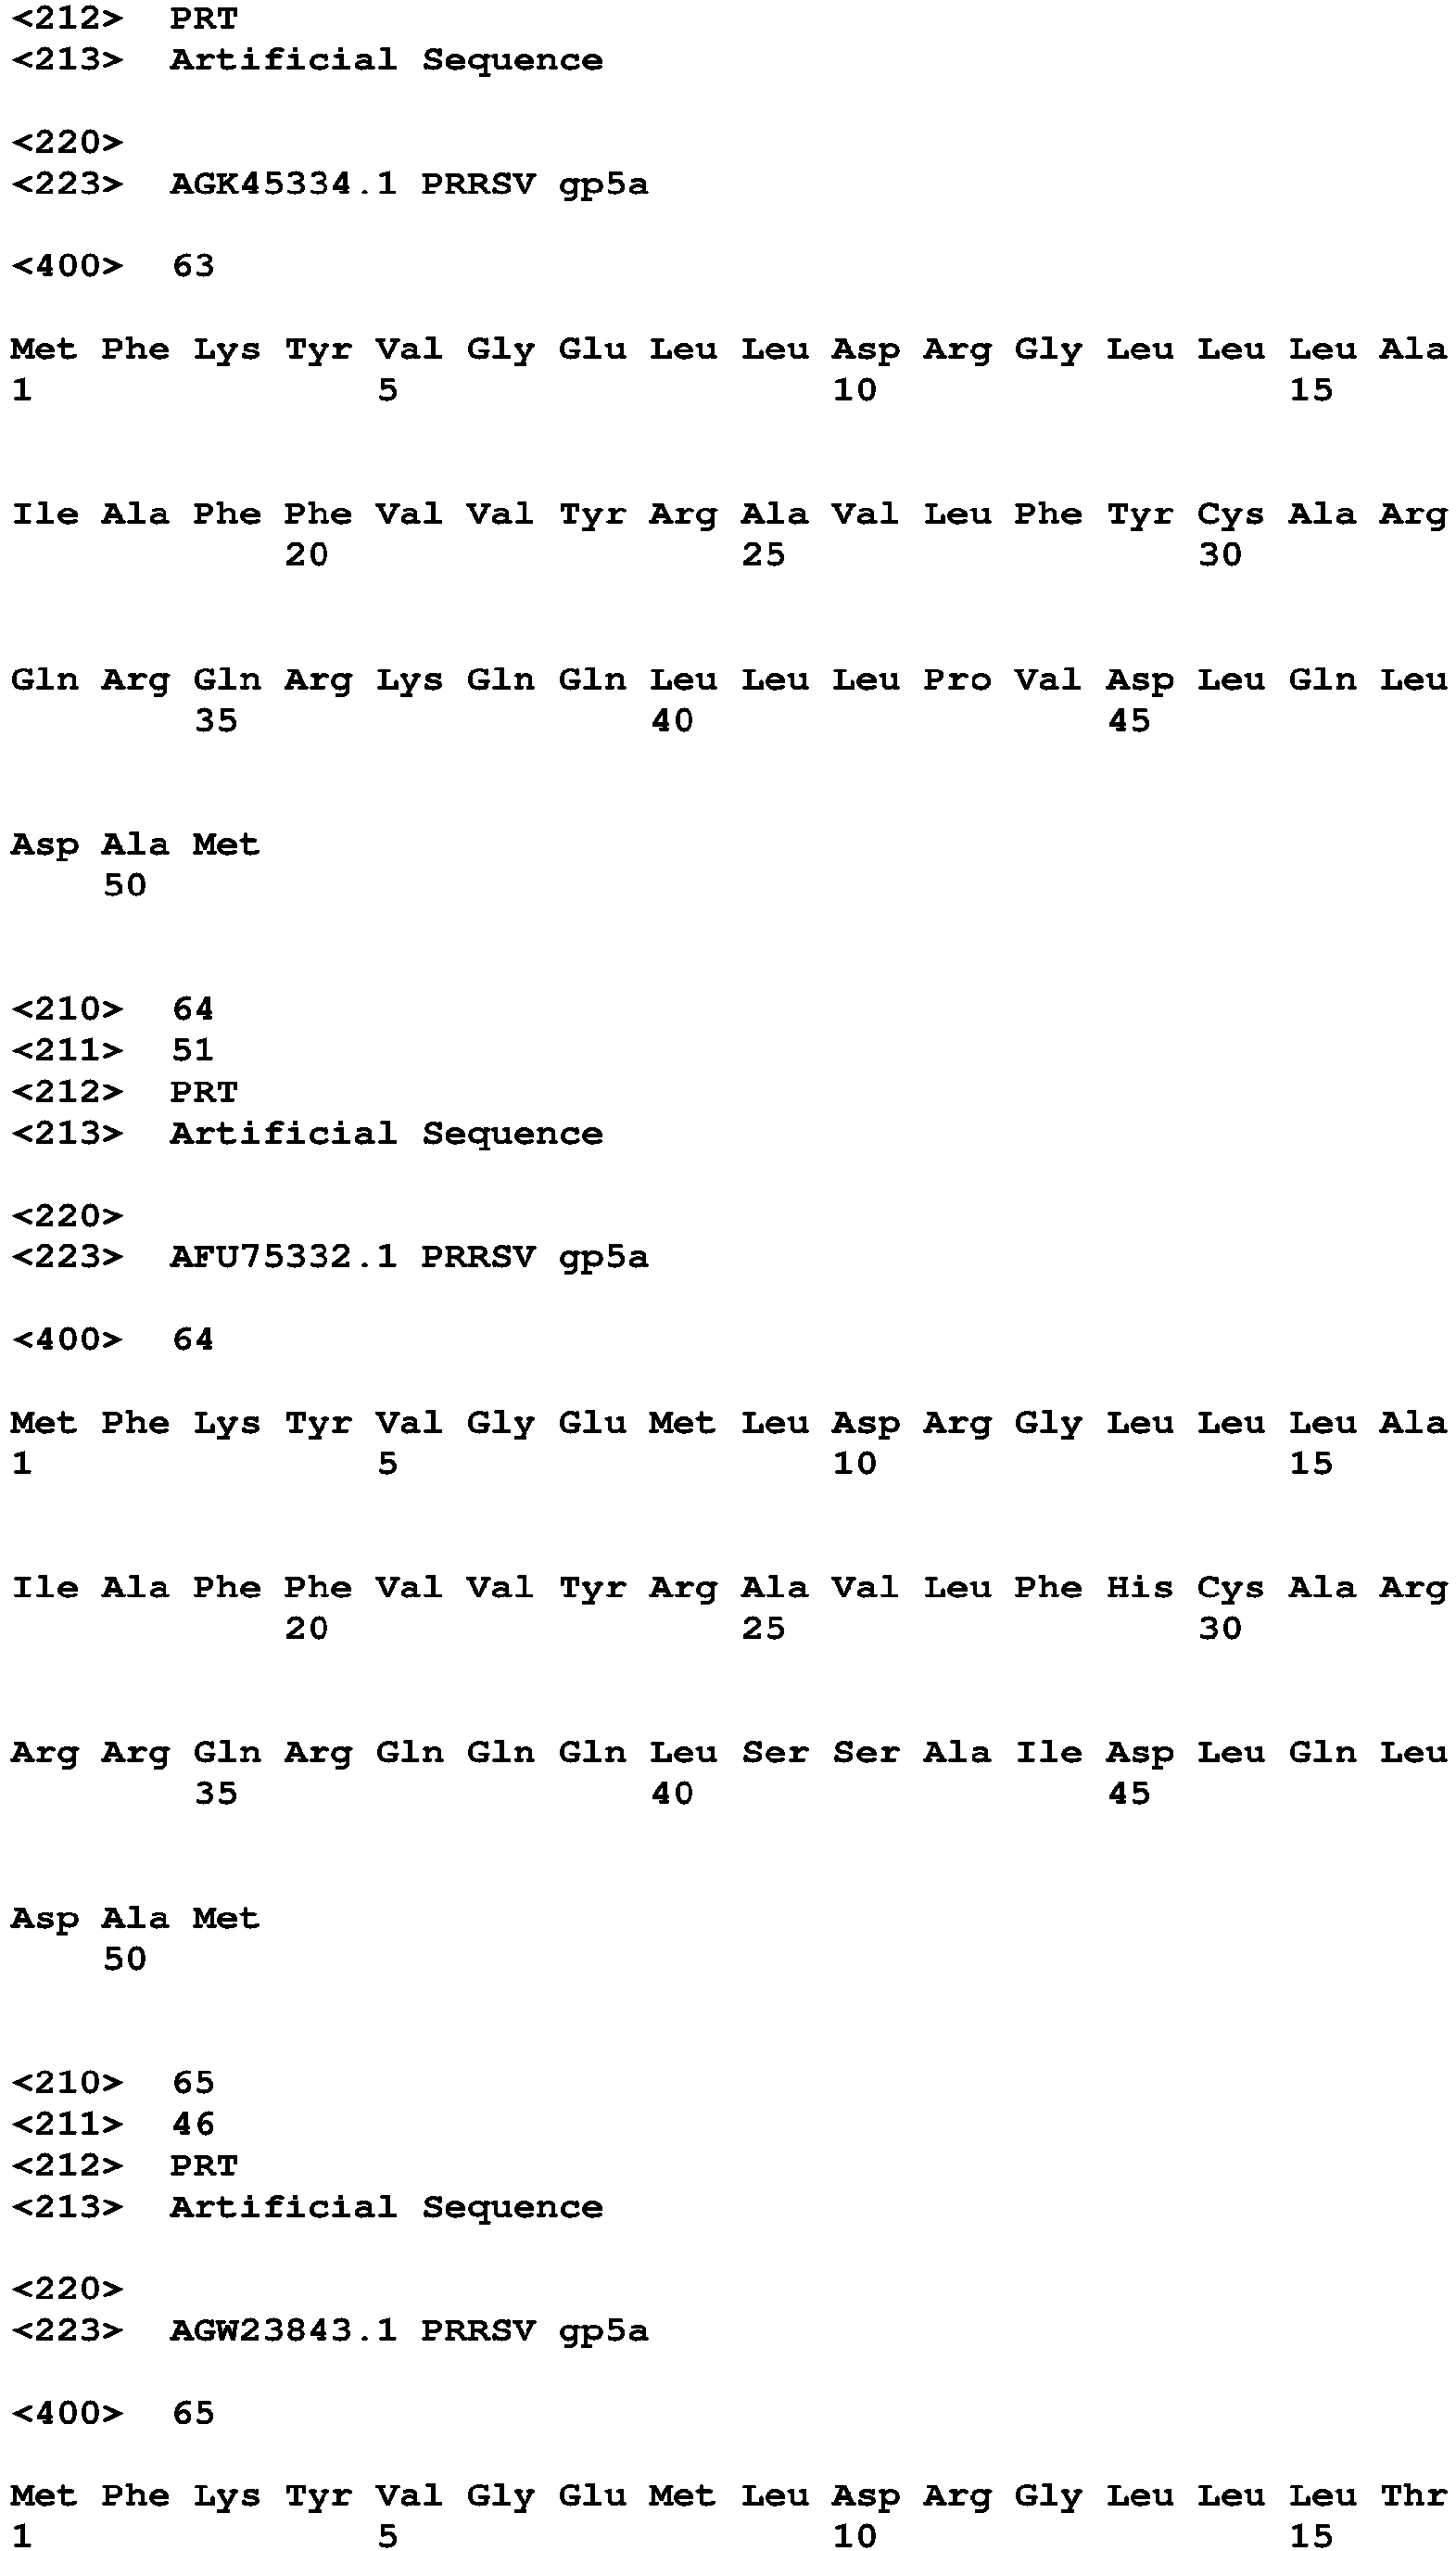 <212> PRT
<213> Artificial Sequence
<220>
<223> AGK45334.1 PRRSV gp5a
<400> 63
Met Phe Lys Tyr Val Gly Glu Leu Leu Asp Arg Gly Leu Leu Leu Ala
1 5 10 15
Ile Ala Phe Phe Val Val Tyr Arg Ala Val Leu Phe Tyr Cys Ala Arg
20 25 30
Gln Arg Gln Arg Lys Gln Gln Leu Leu Leu Pro Val Asp Leu Gln Leu
35 40 45
Asp Ala Met
50
<210> 64
<211> 51
<212> PRT
<213> Artificial Sequence
<220>
<223> AFU75332.1 PRRSV gp5a
<400> 64
Met Phe Lys Tyr Val Gly Glu Met Leu Asp Arg Gly Leu Leu Leu Ala
1 5 10 15
Ile Ala Phe Phe Val Val Tyr Arg Ala Val Leu Phe His Cys Ala Arg
20 25 30
Arg Arg Gln Arg Gln Gln Gln Leu Ser Ser Ala Ile Asp Leu Gln Leu
35 40 45
Asp Ala Met
50
<210> 65
<211> 46
<212> PRT
<213> Artificial Sequence
<220>
<223> AGW23843.1 PRRSV gp5a
<400> 65
Met Phe Lys Tyr Val Gly Glu Met Leu Asp Arg Gly Leu Leu Leu Thr
1 5 10 15